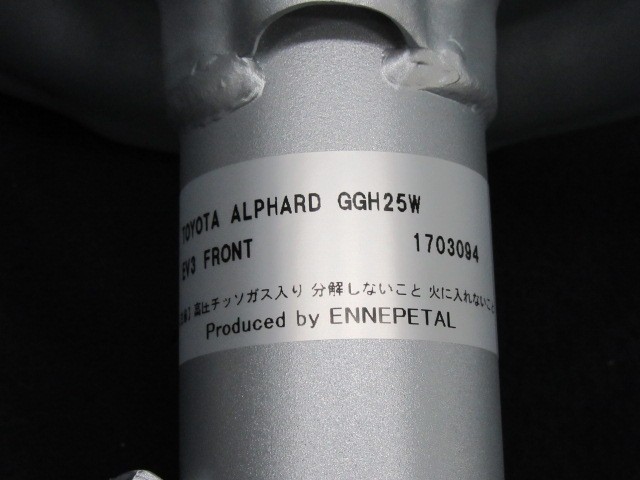 TOYOTA ALPHARD GGH25W
EV3 FRONT 1703094
高圧チッソガス入り 分解しないこと 火に入れないこと
Produced by ENNEPETAL